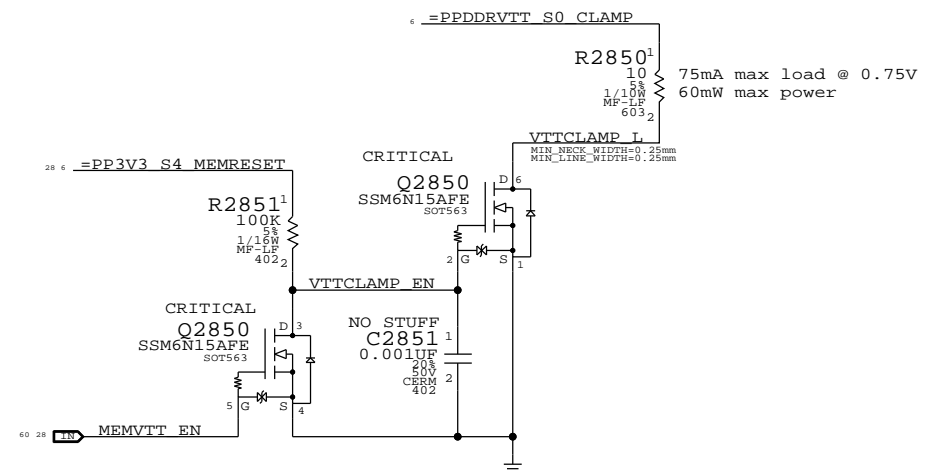 6 =PPDDRVTT_S0_CLAMP
R2850 1
10
5%
1/10W
MF-LF
603 2
75mA max load @ 0.75V
60mW max power
VTTCLAMP_L
MIN_NECK_WIDTH=0.25mm
MIN_LINE_WIDTH=0.25mm
CRITICAL
Q2850
SSM6N15AFE
SOT563
D 6
2 G S 1
28 6 =PP3V3_S4_MEMRESET
R2851 1
100K
5%
1/16W
MF-LF
402 2
VTTCLAMP_EN
CRITICAL
Q2850
SSM6N15AFE
SOT563
D 3
5 G S 4
NO STUFF
C2851 1
0.001UF
20%
50V
CERM
402
2
60 28 IN MEMVTT_EN